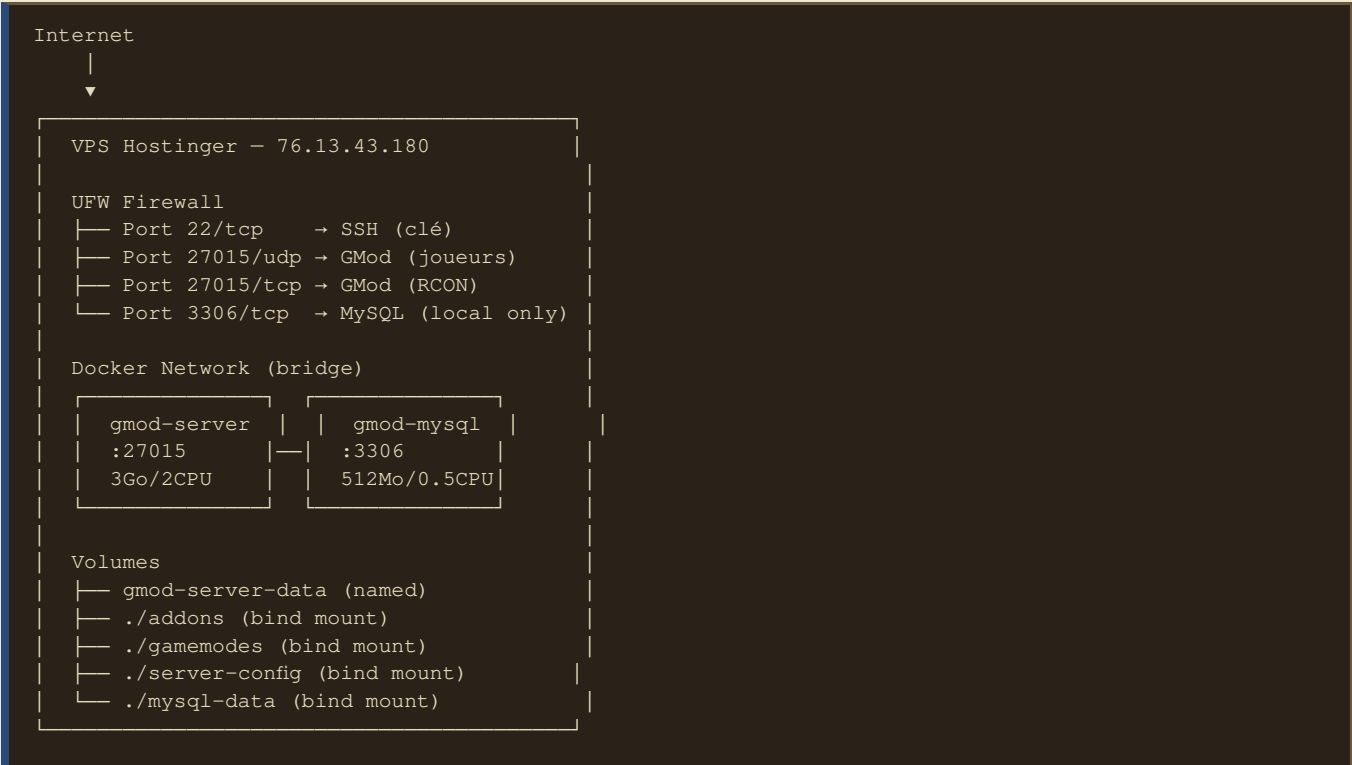 Internet
│
▼
┌─────────────────────────────────────────┐
│  VPS Hostinger — 76.13.43.180           │
│                                          │
│  UFW Firewall                            │
│  ├── Port 22/tcp    → SSH (clé)          │
│  ├── Port 27015/udp → GMod (joueurs)     │
│  ├── Port 27015/tcp → GMod (RCON)        │
│  └── Port 3306/tcp  → MySQL (local only) │
│                                          │
│  Docker Network (bridge)                 │
│  ┌──────────────┐  ┌──────────────┐      │
│  │  gmod-server  │  │  gmod-mysql  │      │
│  │  :27015      │──│  :3306       │      │
│  │  3Go/2CPU    │  │  512Mo/0.5CPU│      │
│  └──────────────┘  └──────────────┘      │
│                                          │
│  Volumes                                 │
│  ├── gmod-server-data (named)            │
│  ├── ./addons (bind mount)               │
│  ├── ./gamemodes (bind mount)            │
│  ├── ./server-config (bind mount)        │
│  └── ./mysql-data (bind mount)           │
└─────────────────────────────────────────┘